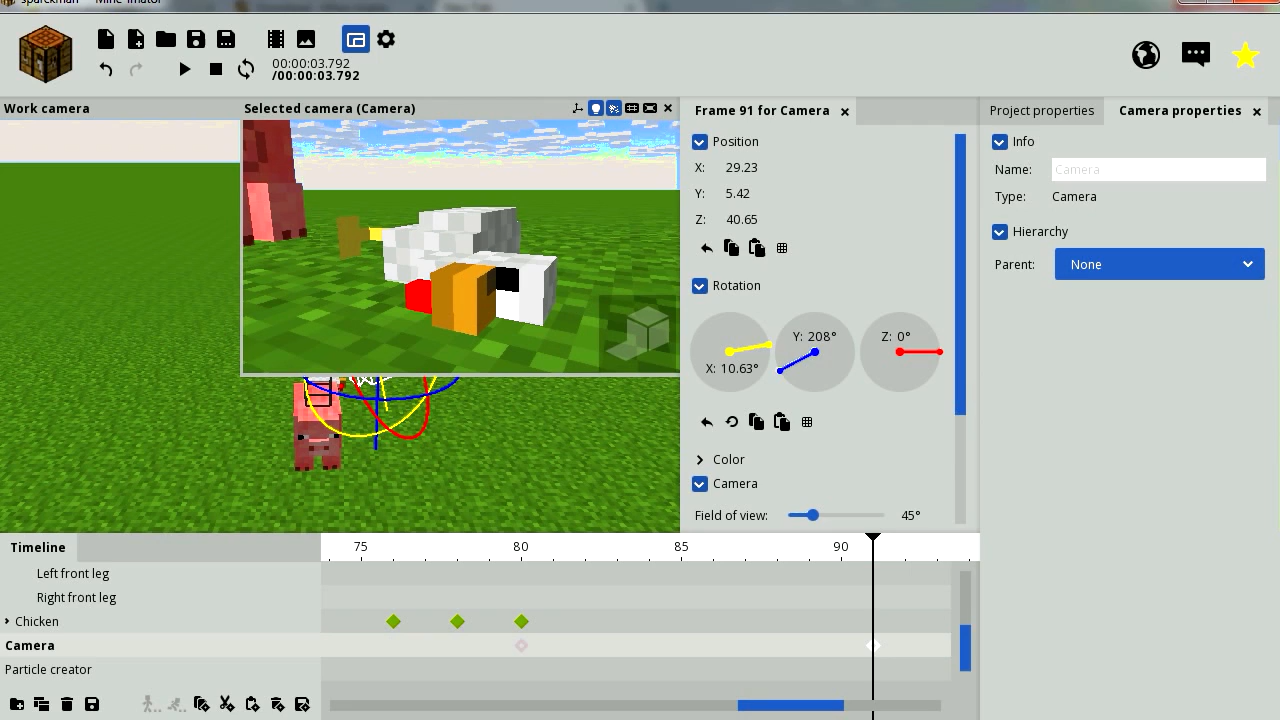 sparckman — Mine-imator
00:00:03.792
/00:00:03.792
Work camera
Selected camera (Camera)
Frame 91 for Camera
Project properties
Camera properties
Position
X: 29.23
Y: 5.42
Z: 40.65
Rotation
X: 10.63°
Y: 208°
Z: 0°
Color
Camera
Field of view: 45°
Info
Name: Camera
Type: Camera
Hierarchy
Parent: None
Timeline
75 80 85 90
Left front leg
Right front leg
Chicken
Camera
Particle creator